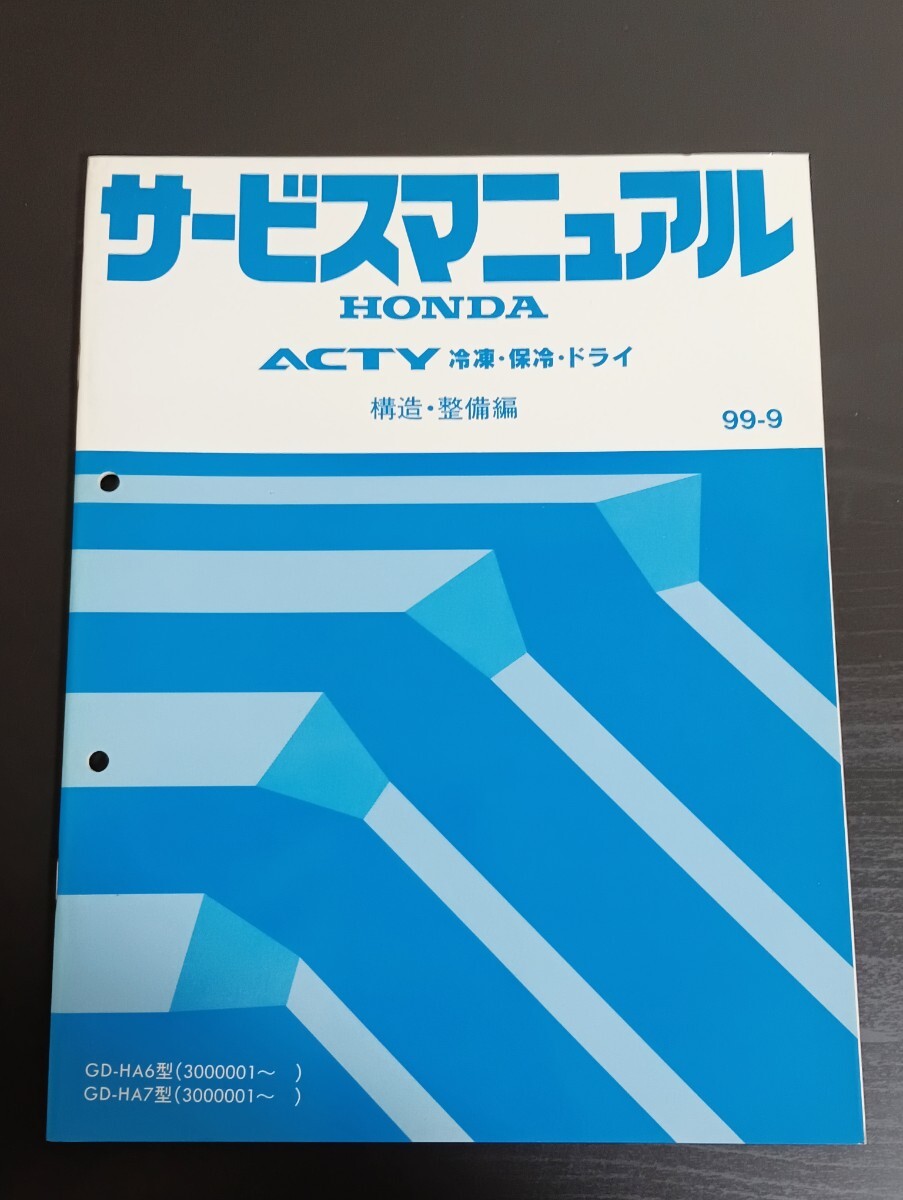 サービスマニュアル
HONDA
ACTY 冷凍・保冷・ドライ
構造・整備編
99-9
GD-HA6型(3000001～　)
GD-HA7型(3000001～　)